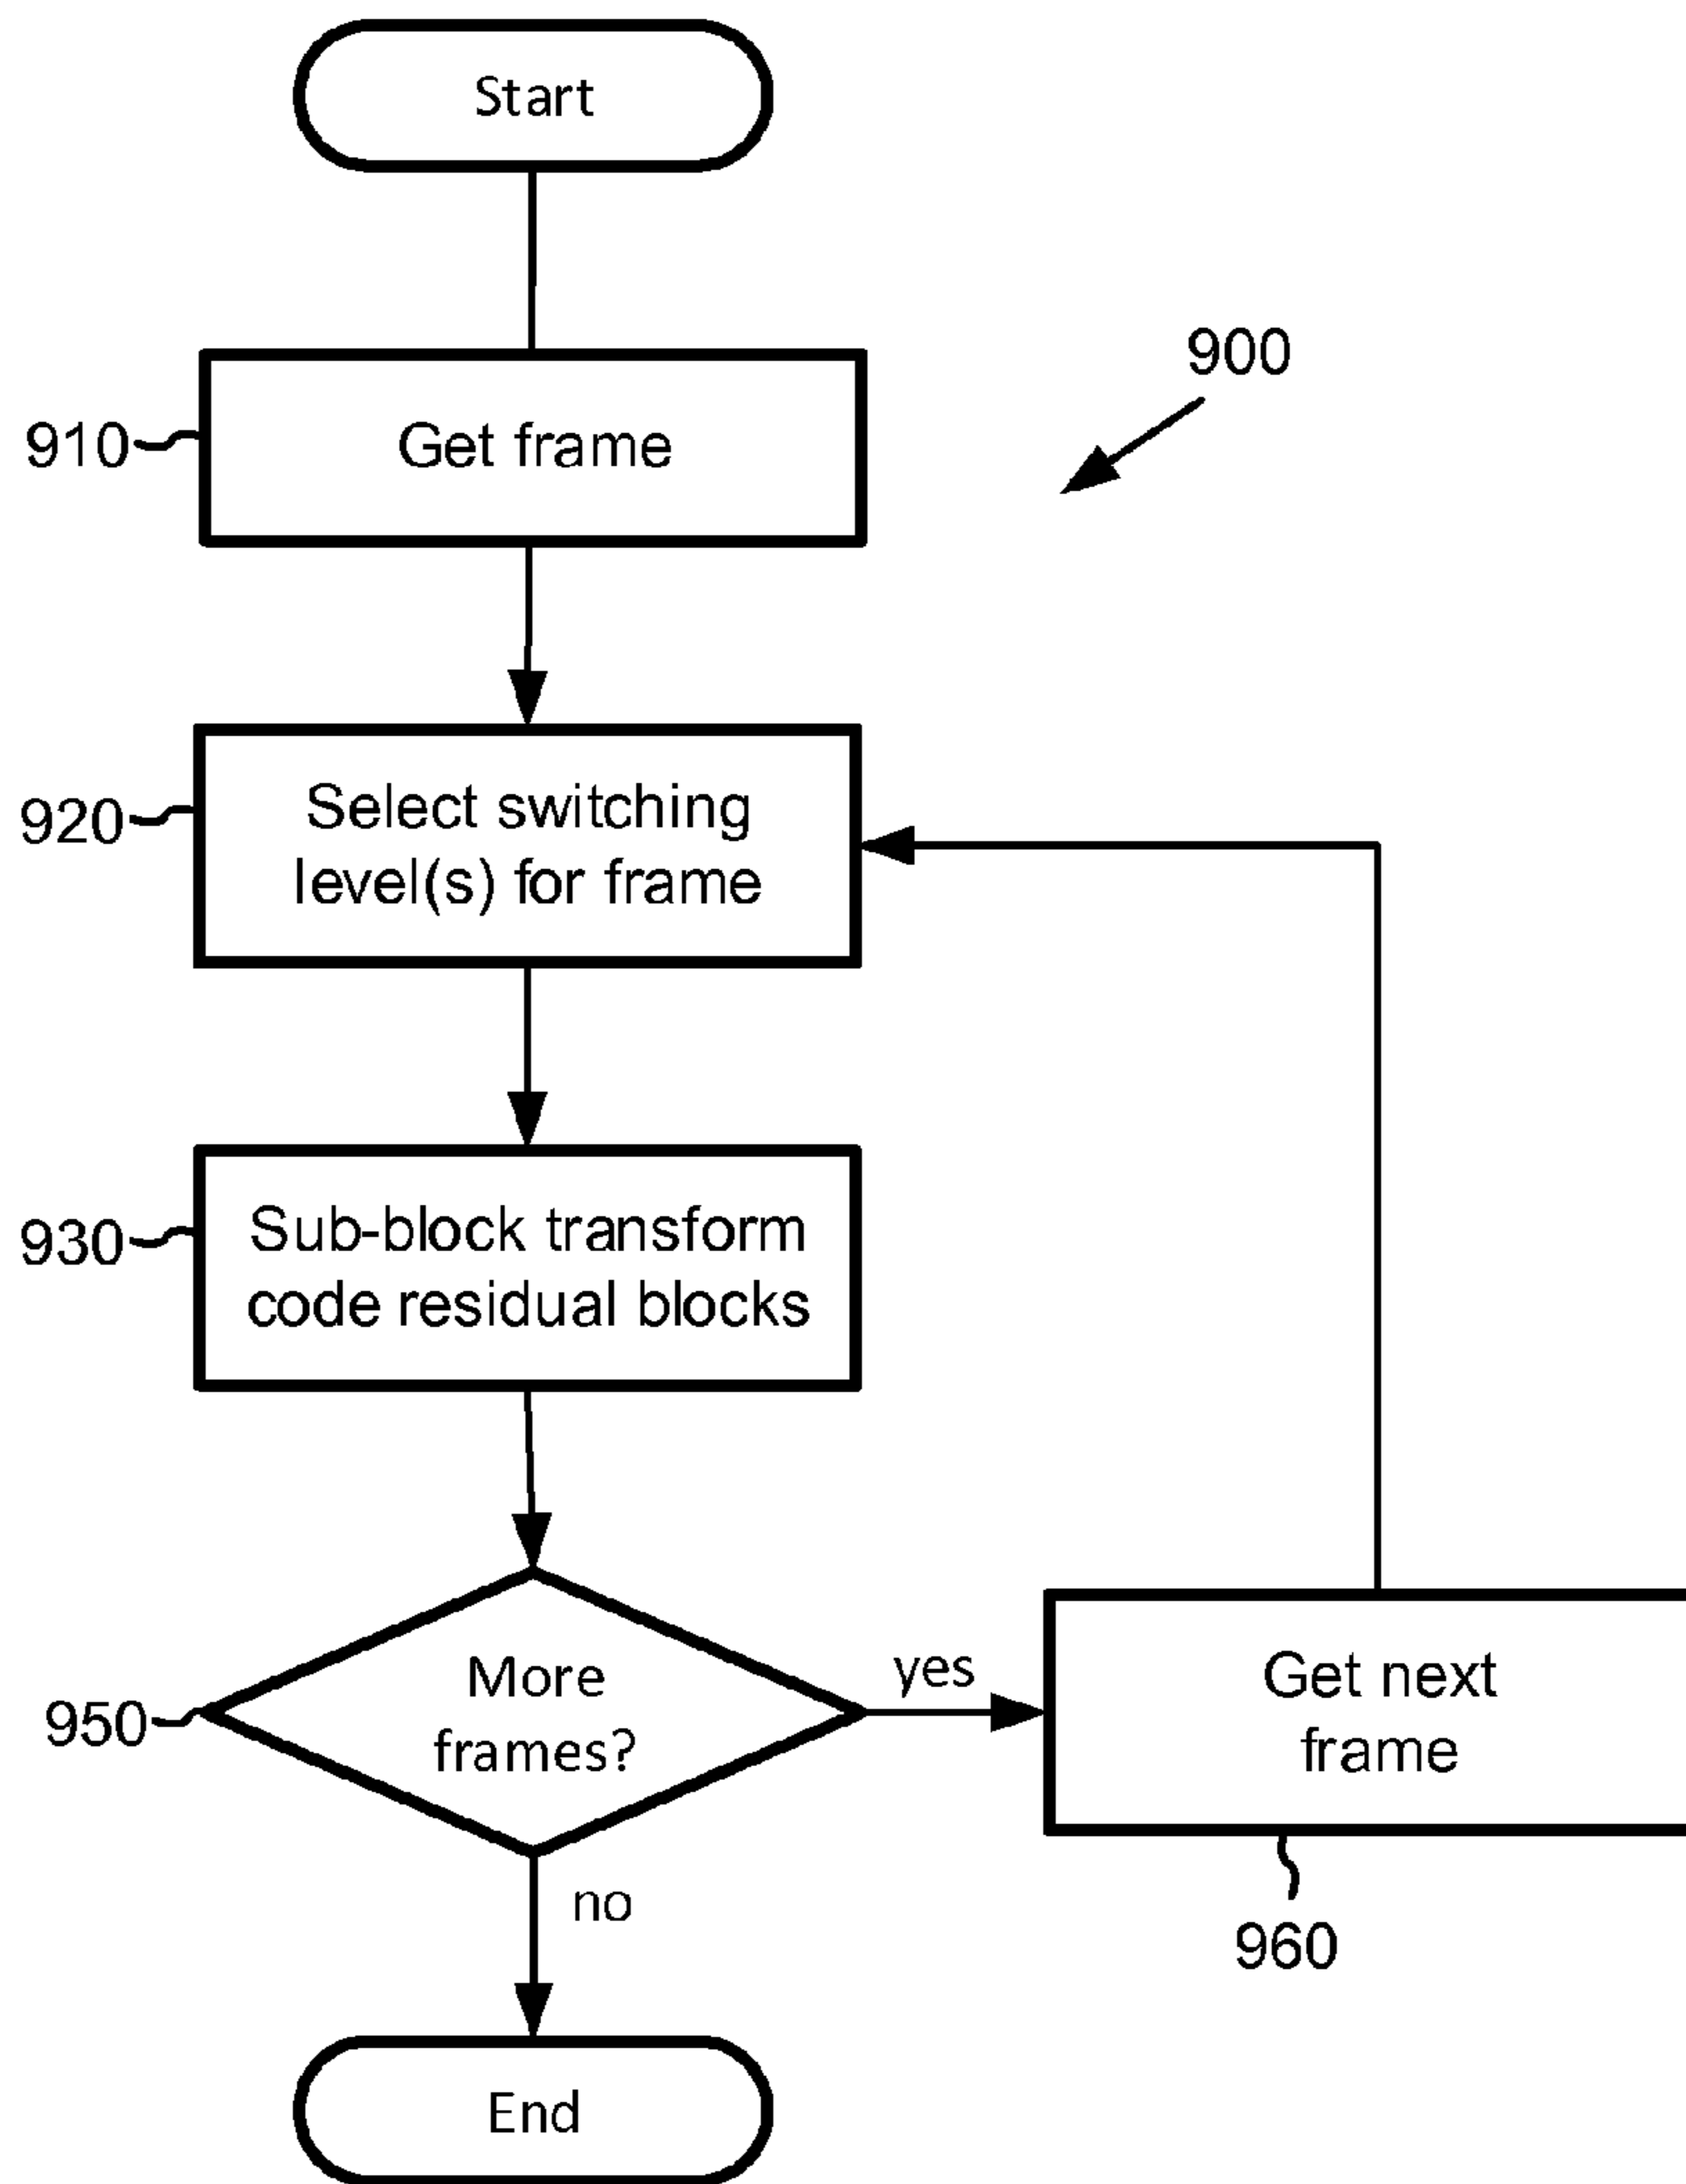 Start
900
910
Get frame
920
Select switching
level(s) for frame
930
Sub-block transform
code residual blocks
950
More
frames?
yes
Get next
frame
no
960
End